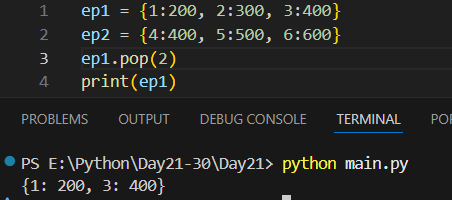 1 ep1 = {1:200, 2:300, 3:400}
2 ep2 = {4:400, 5:500, 6:600}
3 ep1.pop(2)
4 print(ep1)
PROBLEMS OUTPUT DEBUG CONSOLE TERMINAL
PS E:\Python\Day21-30\Day21> python main.py
{1: 200, 3: 400}